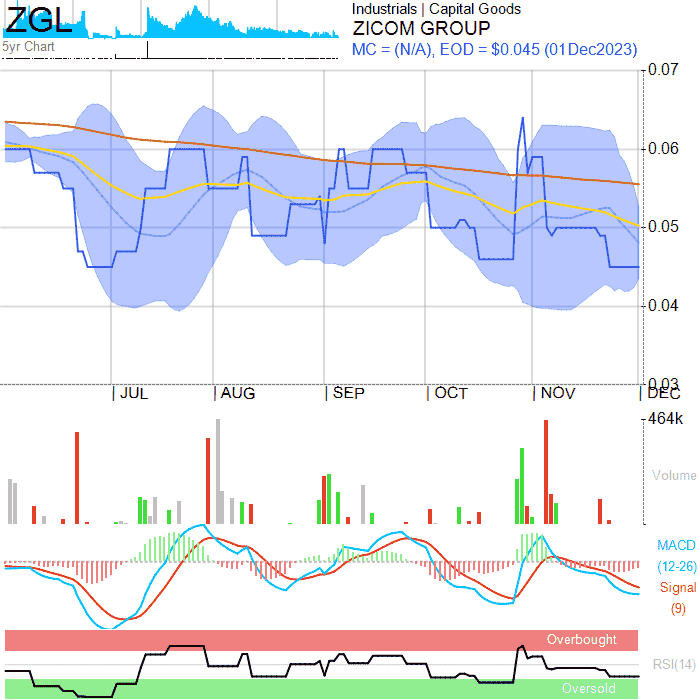 ZGL
Industrials | Capital Goods
ZICOM GROUP
5yr Chart
MC = (N/A), EOD = $0.045 (01Dec2023)
0.07
0.06
0.05
0.04
0.03
JUL AUG SEP OCT NOV DEC
464k
Volume
MACD
(12-26)
Signal
(9)
Overbought
RSI(14)
Oversold